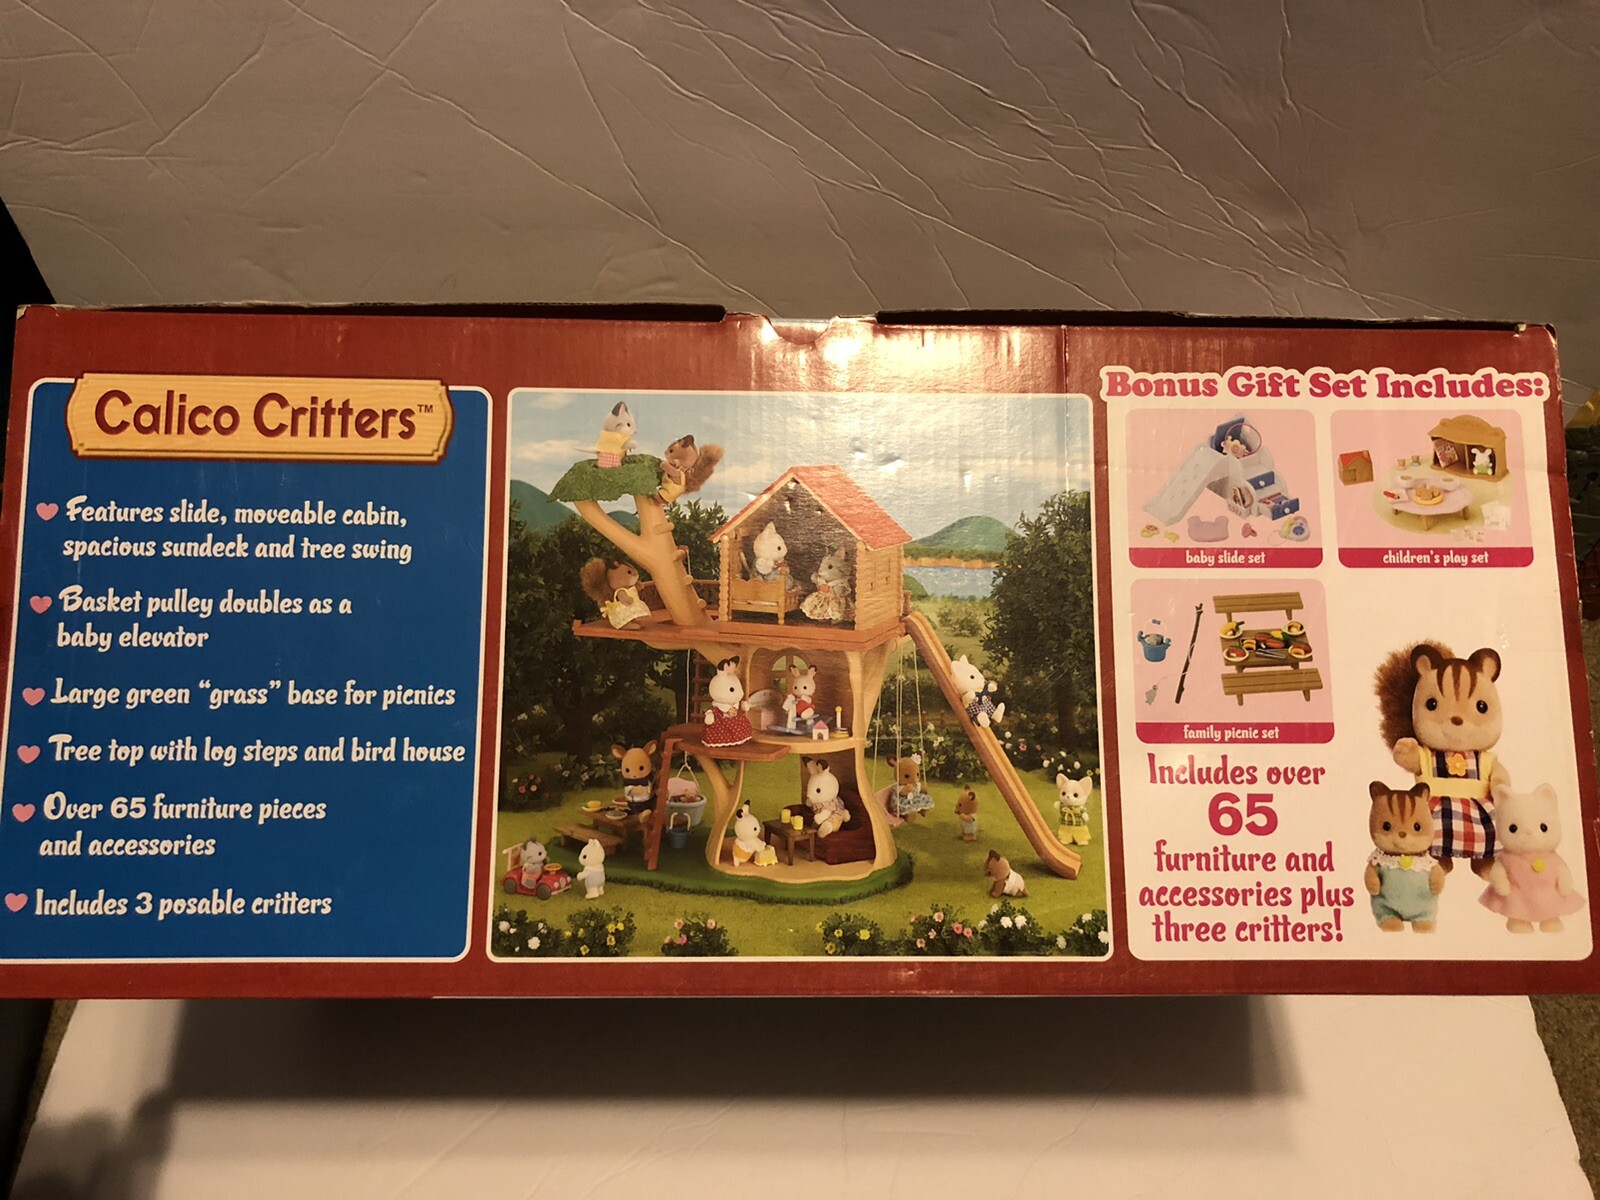 Calico Critters™
Features slide, moveable cabin,
spacious sundeck and tree swing
Basket pulley doubles as a
baby elevator
Large green “grass” base for picnics
Tree top with log steps and bird house
Over 65 furniture pieces
and accessories
Includes 3 posable critters
Bonus Gift Set Includes:
baby slide set
children's play set
family picnic set
Includes over
65
furniture and
accessories plus
three critters!